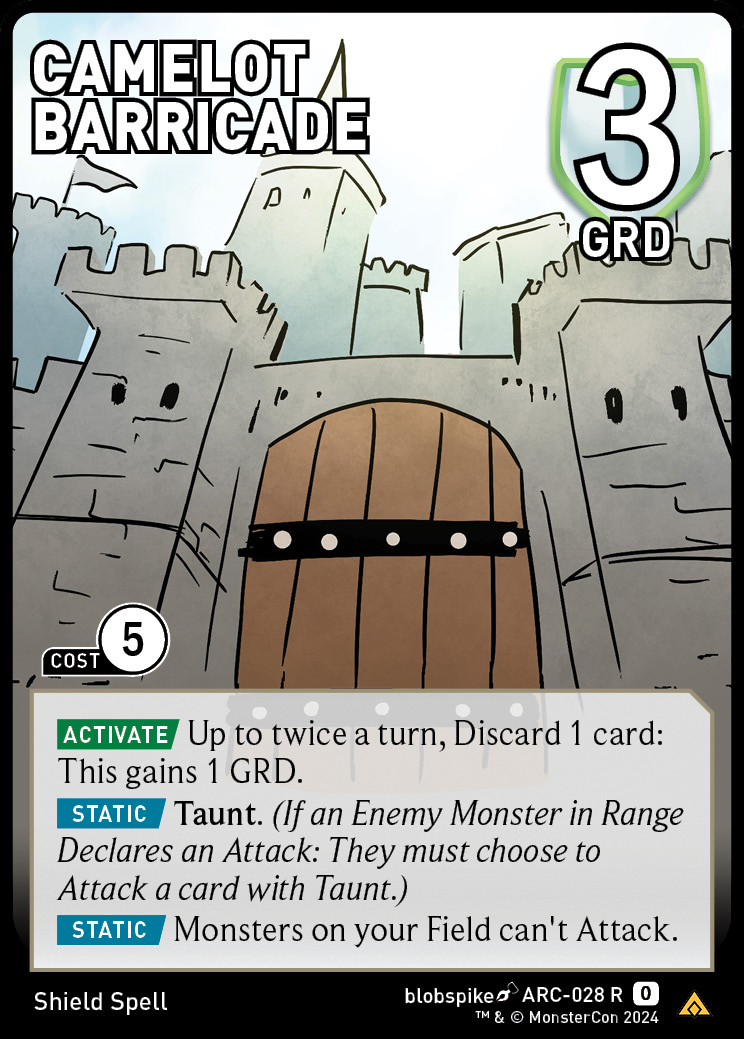 CAMELOT
BARRICADE
3
GRD
COST 5
ACTIVATE Up to twice a turn, Discard 1 card:
This gains 1 GRD.
STATIC Taunt. (If an Enemy Monster in Range
Declares an Attack: They must choose to
Attack a card with Taunt.)
STATIC Monsters on your Field can't Attack.
Shield Spell
blobspike ARC-028 R 0
™ & © MonsterCon 2024